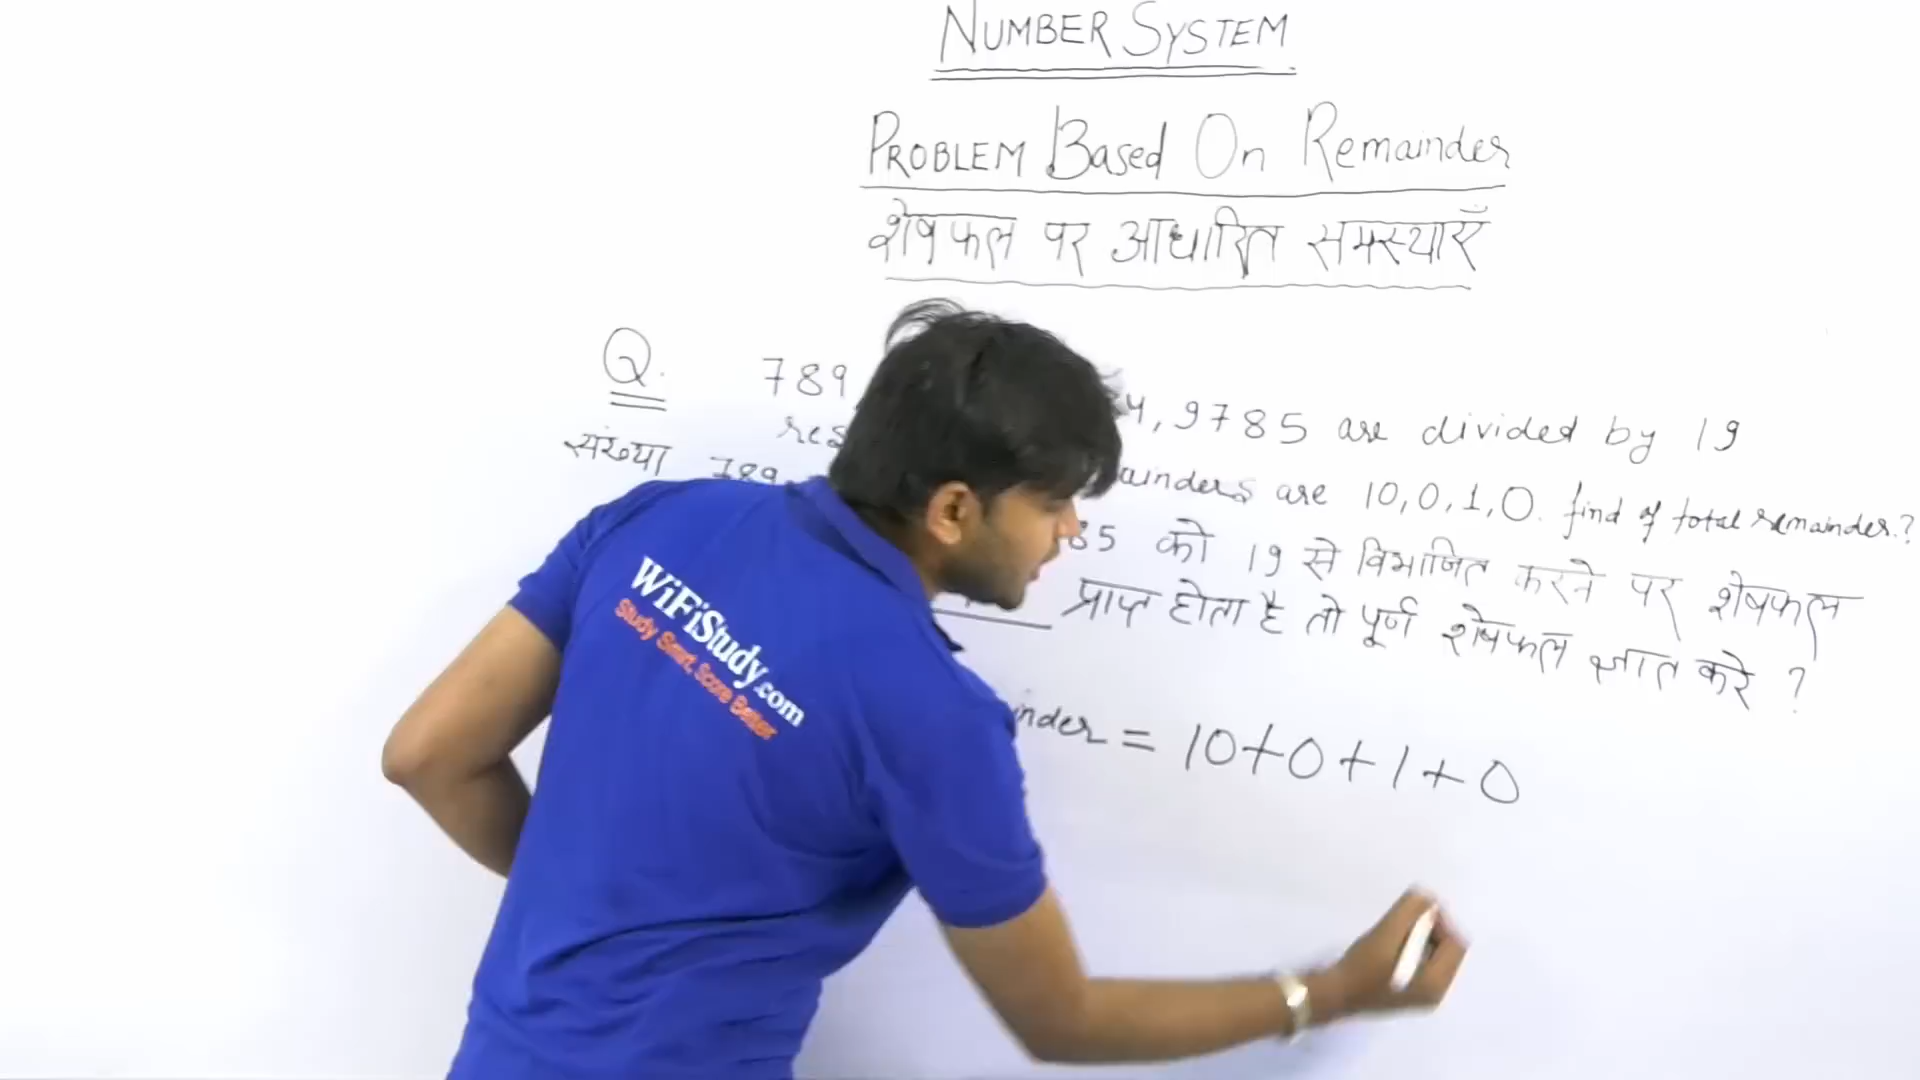 NUMBER SYSTEM
PROBLEM Based On Remainder
शेषफल पर आधारित समस्याएँ
Q. 789, 4, 9785 are divided by 19
res ainders are 10, 0, 1, 0. find of total remainder?
संख्या 789 85 को 19 से विभाजित करने पर शेषफल
प्राप्त होता है तो पूर्ण शेषफल ज्ञात करे ?
inder = 10+0+1+0
WiFiStudy.com
Study Smart, Score Better